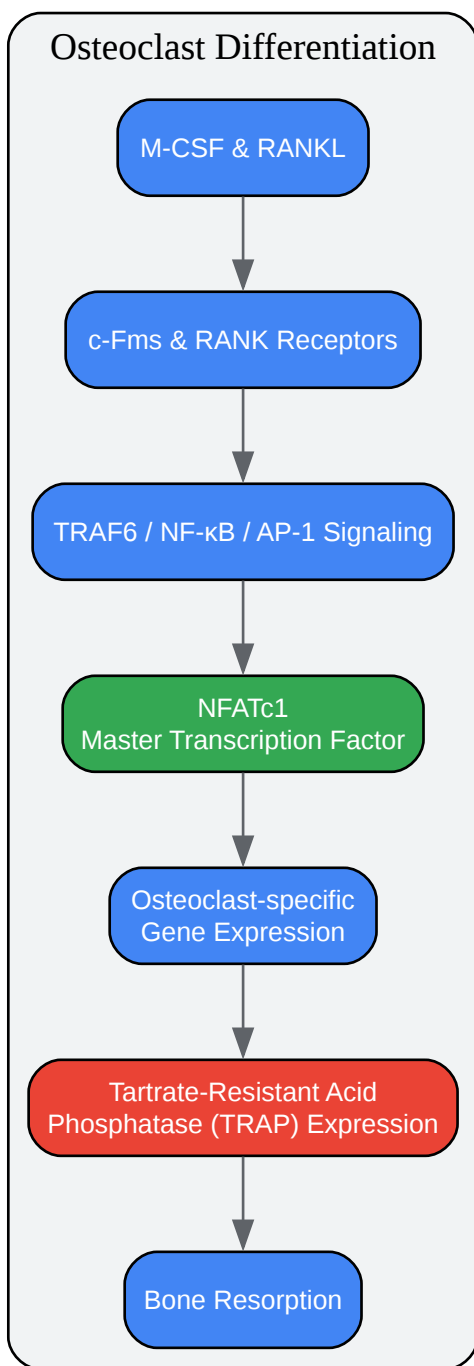 Osteoclast Differentiation
M-CSF & RANKL
c-Fms & RANK Receptors
TRAF6 / NF-κB / AP-1 Signaling
NFATc1
Master Transcription Factor
Osteoclast-specific
Gene Expression
Tartrate-Resistant Acid
Phosphatase (TRAP) Expression
Bone Resorption